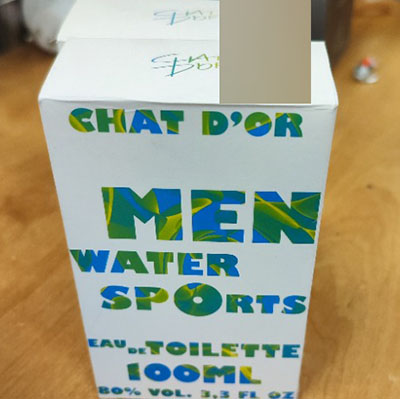 CHAT D'OR
MEN
WATER
SPORTS
EAU DE TOILETTE
100ML
80% VOL. 3,3 FL OZ